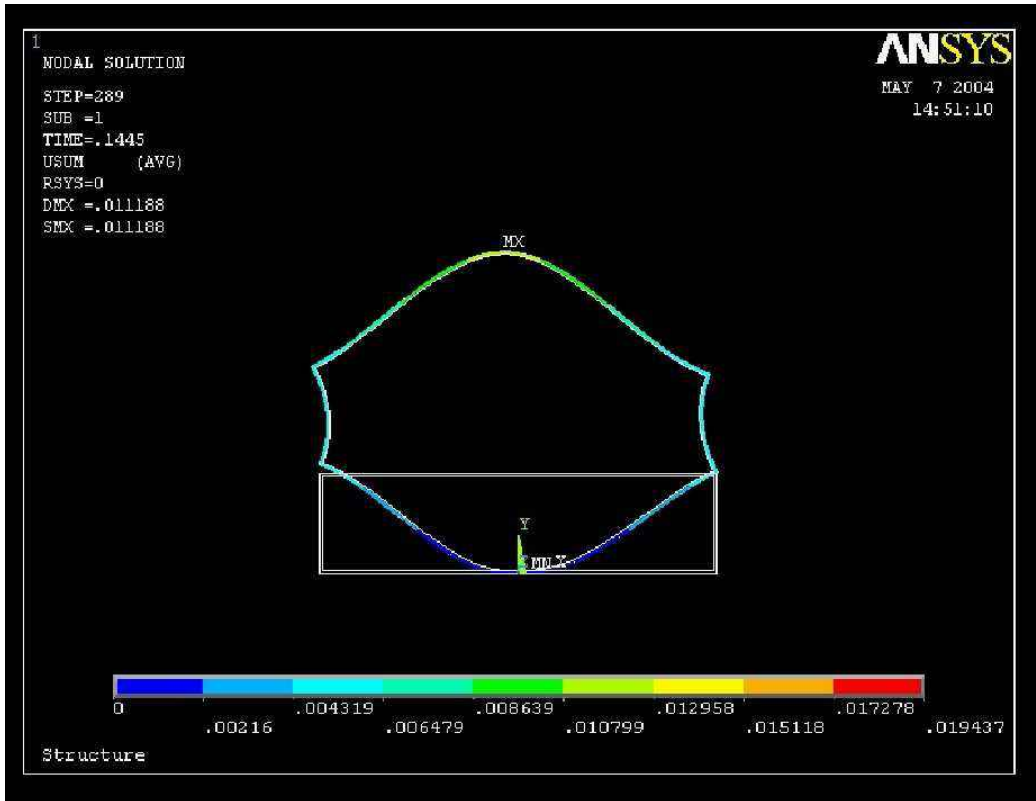 1
NODAL SOLUTION
STEP=289
SUB =1
TIME=.1445
USUM (AVG)
RSYS=0
DMX =.011188
SMX =.011188
ANSYS
MAY 7 2004
14:51:10
MX
Y
MN X
0 .004319 .008639 .012958 .017278
.00216 .006479 .010799 .015118 .019437
Structure